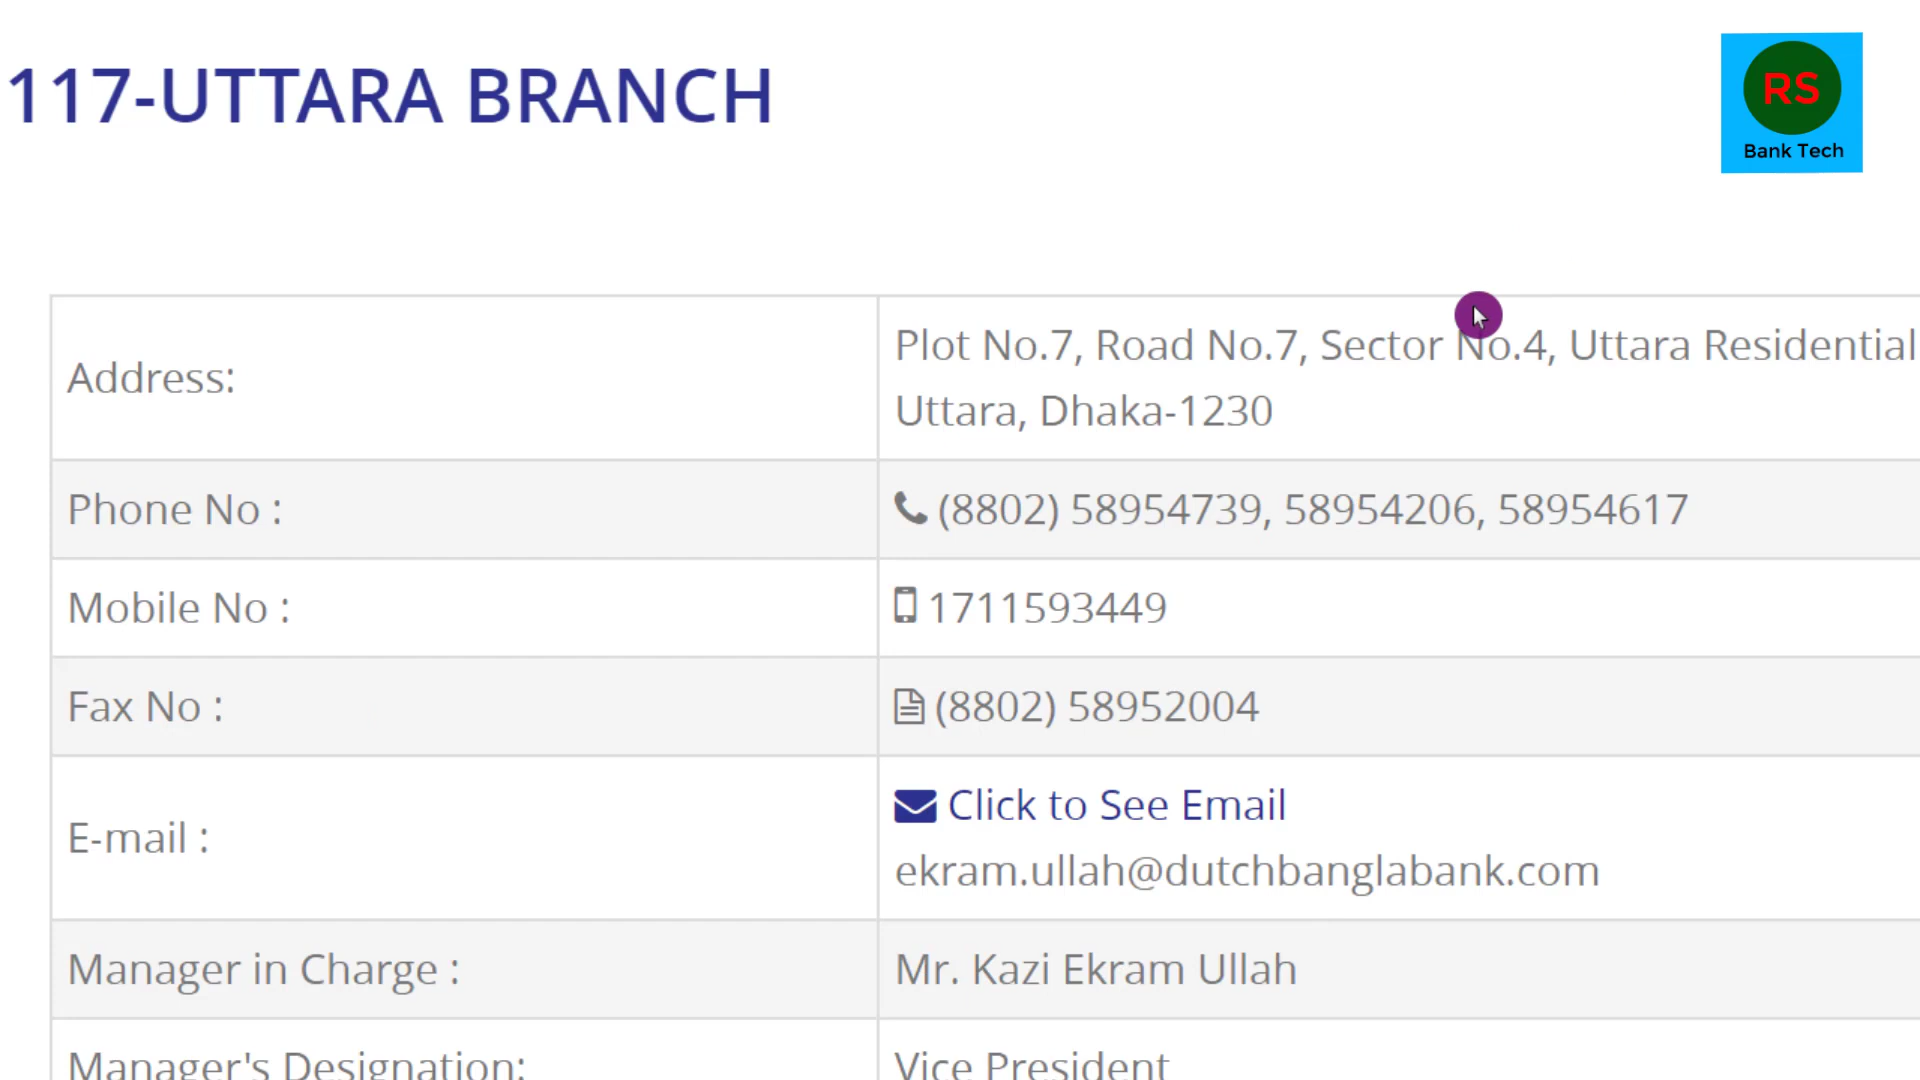 117-UTTARA BRANCH
RS
Bank Tech
Address:
Plot No.7, Road No.7, Sector No.4, Uttara Residential
Uttara, Dhaka-1230
Phone No :
(8802) 58954739, 58954206, 58954617
Mobile No :
1711593449
Fax No :
(8802) 58952004
E-mail :
Click to See Email
ekram.ullah@dutchbanglabank.com
Manager in Charge :
Mr. Kazi Ekram Ullah
Manager's Designation:
Vice President